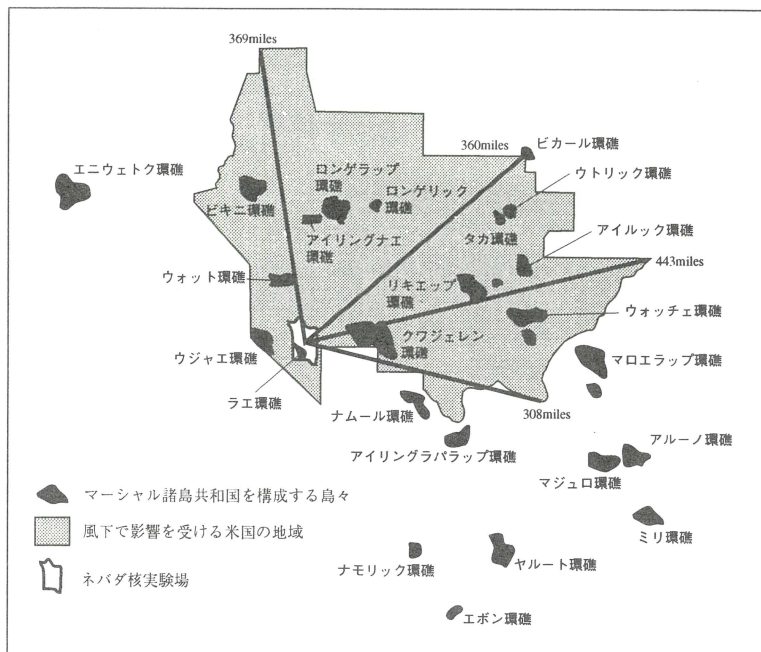 369miles
360miles
ビカール環礁
エニウェトク環礁
ロンゲラップ
環礁
ロンゲリック
環礁
ウトリック環礁
ビキニ環礁
アイリングナエ
環礁
タカ環礁
アイルック環礁
443miles
ウォット環礁
リキエップ
環礁
ウォッチェ環礁
ウジャエ環礁
クワジェレン
環礁
マロエラップ環礁
ラエ環礁
ナムール環礁
308miles
アイリングラパラップ環礁
アルーノ環礁
マジュロ環礁
マーシャル諸島共和国を構成する島々
ミリ環礁
風下で影響を受ける米国の地域
ナモリック環礁
ヤルート環礁
ネバダ核実験場
エボン環礁